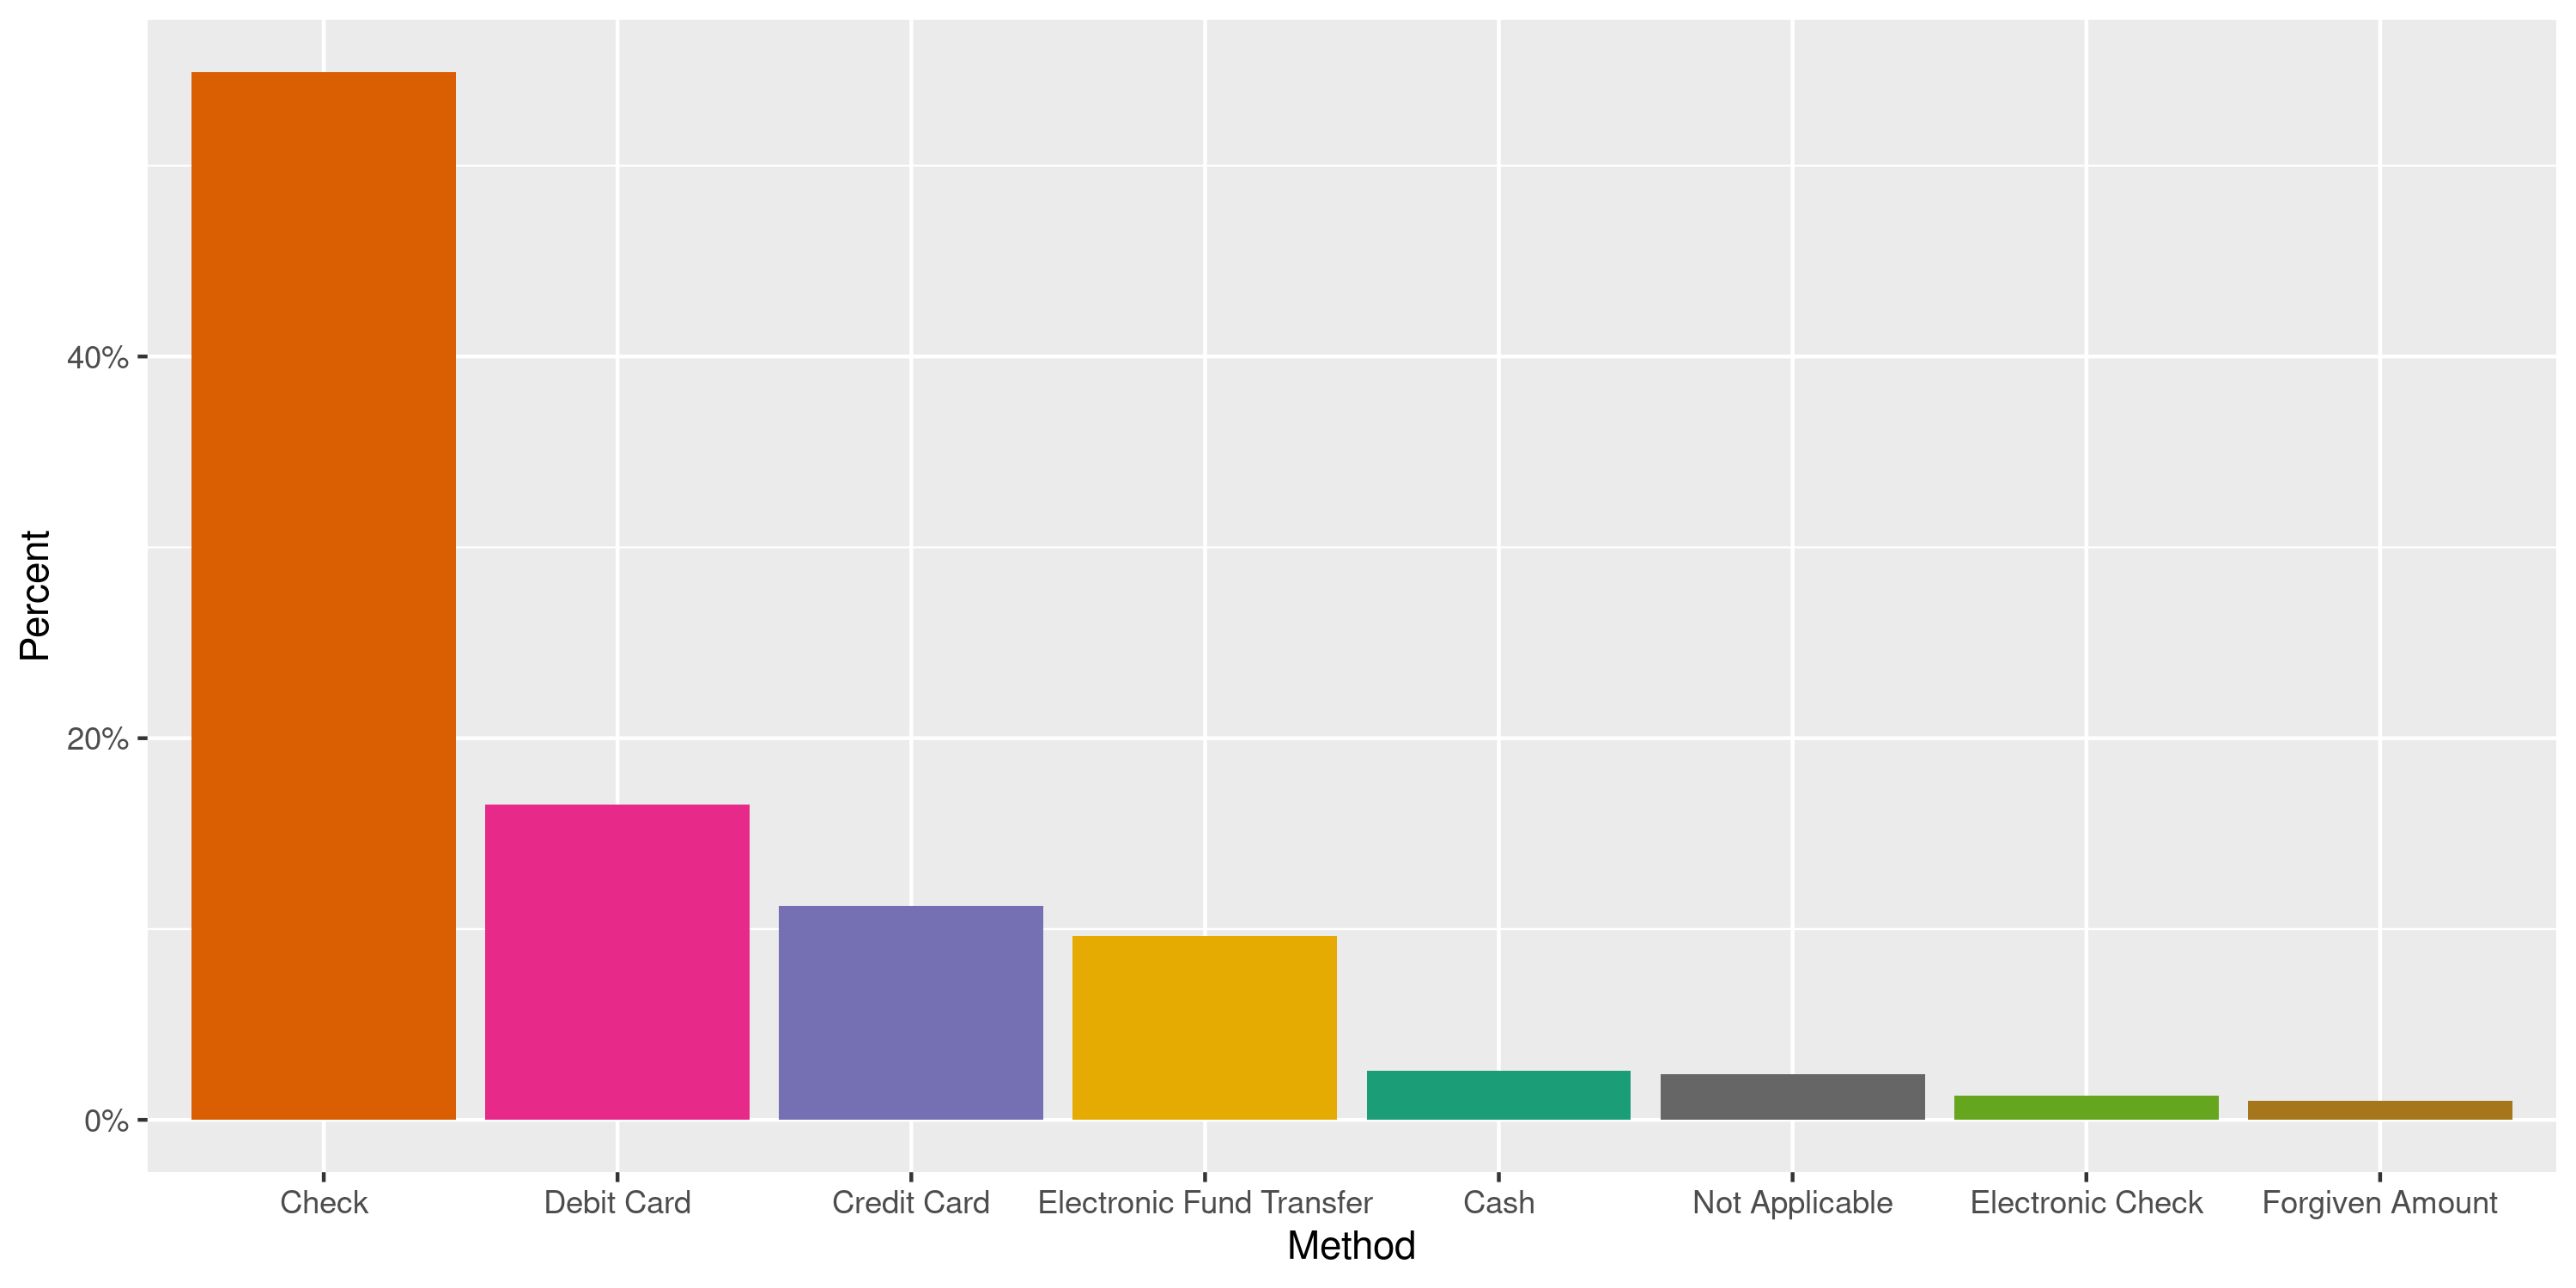 Percent
40%
20%
0%
Check
Debit Card
Credit Card
Electronic Fund Transfer
Cash
Not Applicable
Electronic Check
Forgiven Amount
Method